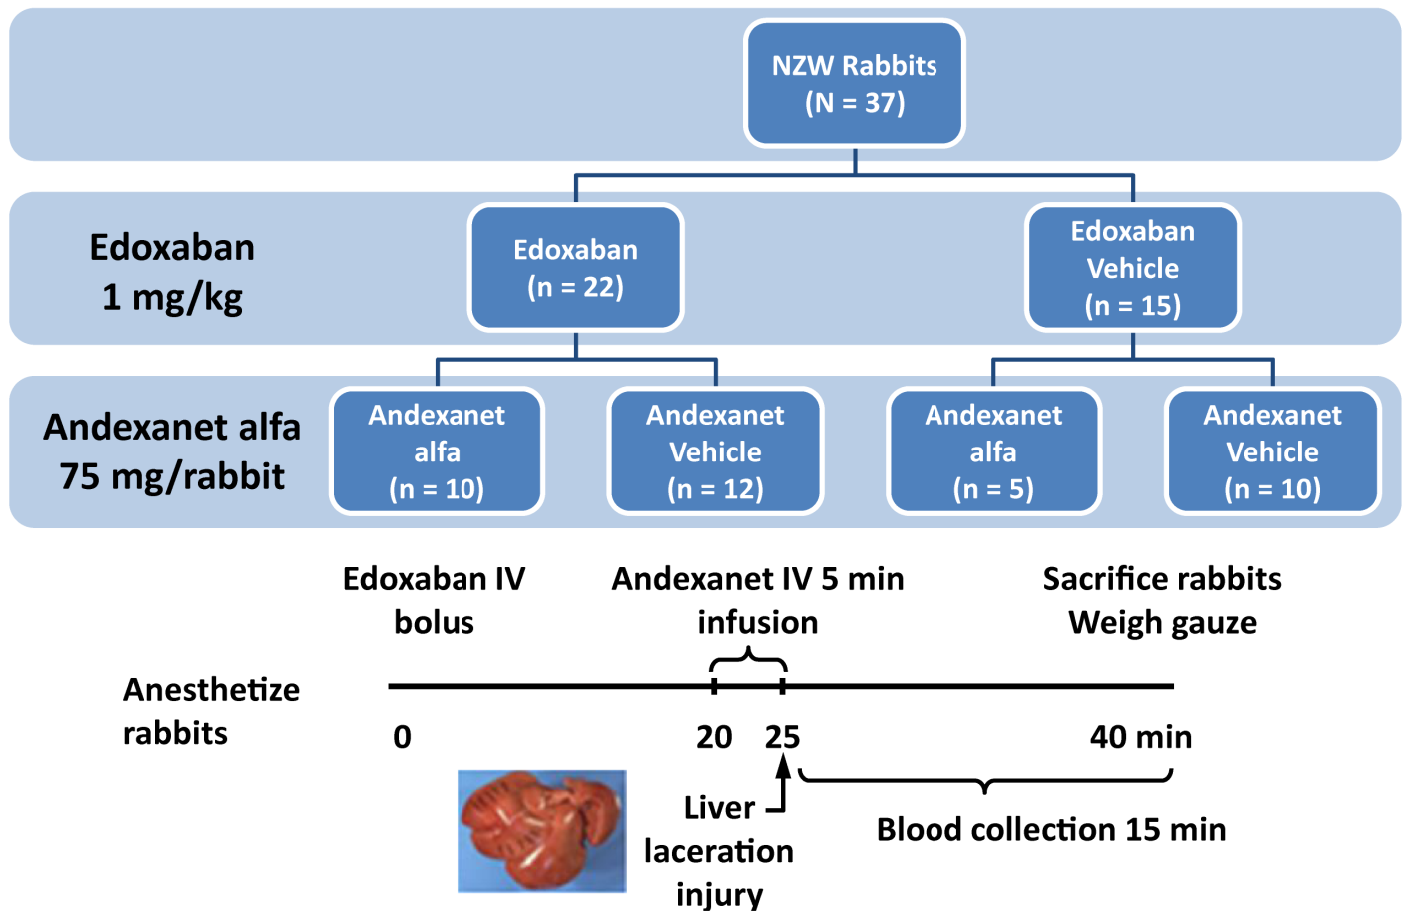 NZW Rabbits
(N = 37)
Edoxaban
1 mg/kg
Edoxaban
(n = 22)
Edoxaban
Vehicle
(n = 15)
Andexanet alfa
75 mg/rabbit
Andexanet
alfa
(n = 10)
Andexanet
Vehicle
(n = 12)
Andexanet
alfa
(n = 5)
Andexanet
Vehicle
(n = 10)
Edoxaban IV
bolus
Andexanet IV 5 min
infusion
Sacrifice rabbits
Weigh gauze
Anesthetize
rabbits
0
20
25
40 min
Liver
laceration
injury
Blood collection 15 min